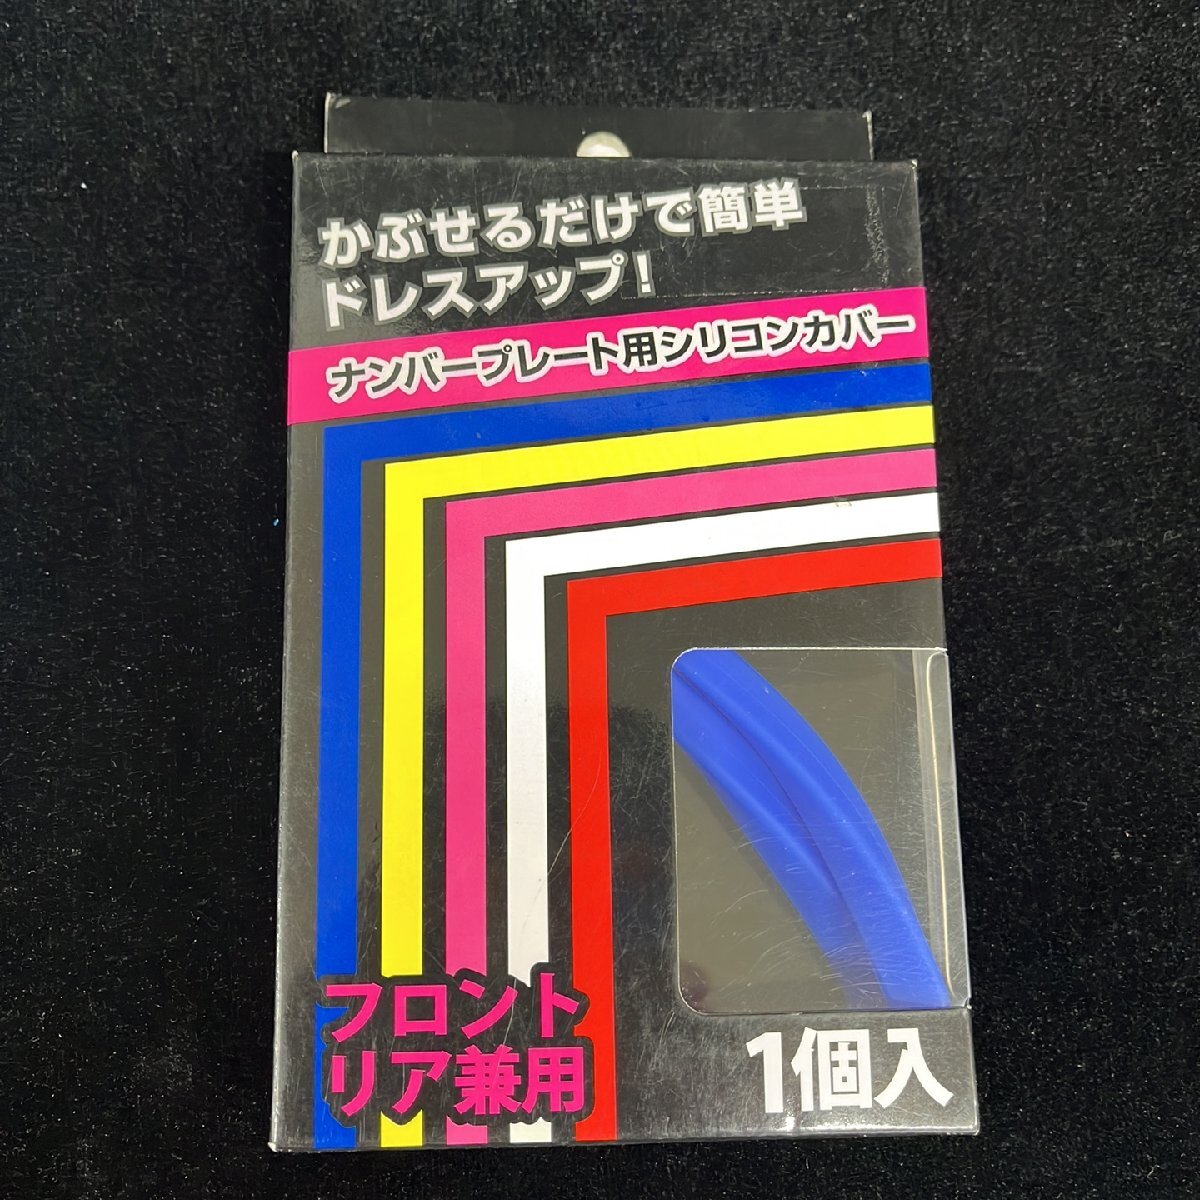 かぶせるだけで簡単
ドレスアップ!
ナンバープレート用シリコンカバー
フロント
リア兼用
1個入